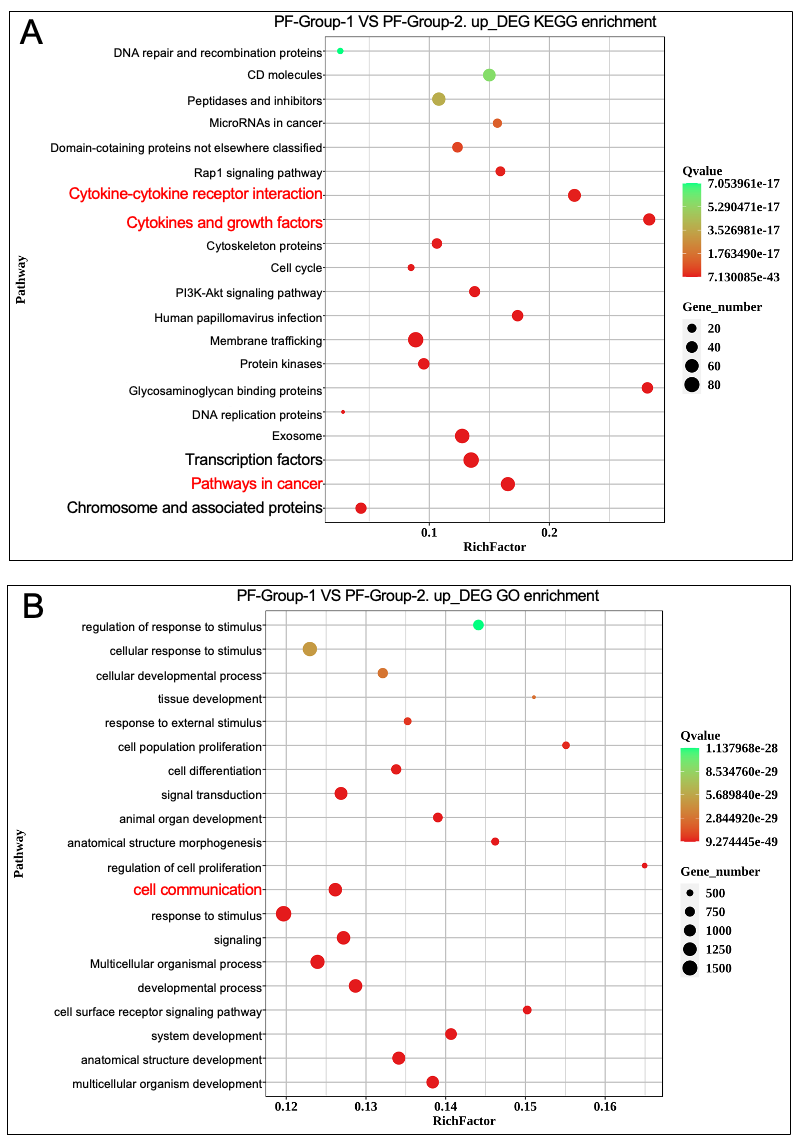 A
PF-Group-1 VS PF-Group-2. up_DEG KEGG enrichment
DNA repair and recombination proteins
CD molecules
Peptidases and inhibitors
MicroRNAs in cancer
Domain-cotaining proteins not elsewhere classified
Rap1 signaling pathway
Cytokine-cytokine receptor interaction
Cytokines and growth factors
Cytoskeleton proteins
Cell cycle
PI3K-Akt signaling pathway
Human papillomavirus infection
Membrane trafficking
Protein kinases
Glycosaminoglycan binding proteins
DNA replication proteins
Exosome
Transcription factors
Pathways in cancer
Chromosome and associated proteins
Pathway
0.1 0.2
RichFactor
Qvalue
7.053961e-17
5.290471e-17
3.526981e-17
1.763490e-17
7.130085e-43
Gene_number
20
40
60
80
B
PF-Group-1 VS PF-Group-2. up_DEG GO enrichment
regulation of response to stimulus
cellular response to stimulus
cellular developmental process
tissue development
response to external stimulus
cell population proliferation
cell differentiation
signal transduction
animal organ development
anatomical structure morphogenesis
regulation of cell proliferation
cell communication
response to stimulus
signaling
Multicellular organismal process
developmental process
cell surface receptor signaling pathway
system development
anatomical structure development
multicellular organism development
Pathway
0.12 0.13 0.14 0.15 0.16
RichFactor
Qvalue
1.137968e-28
8.534760e-29
5.689840e-29
2.844920e-29
9.274445e-49
Gene_number
500
750
1000
1250
1500